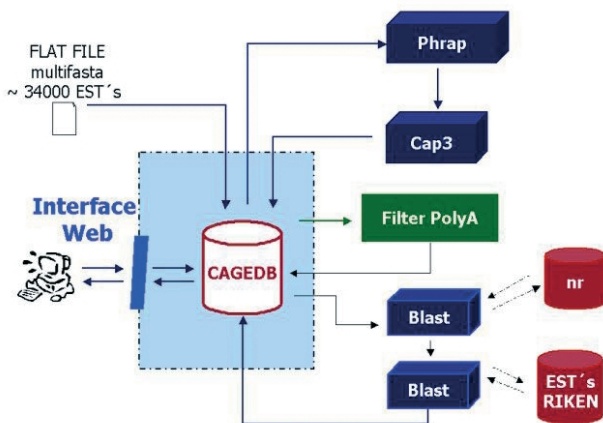 FLAT FILE
multifasta
~ 34000 EST´s
Phrap
Cap3
Interface
Web
CAGEDB
Filter PolyA
Blast
nr
Blast
EST´s
RIKEN